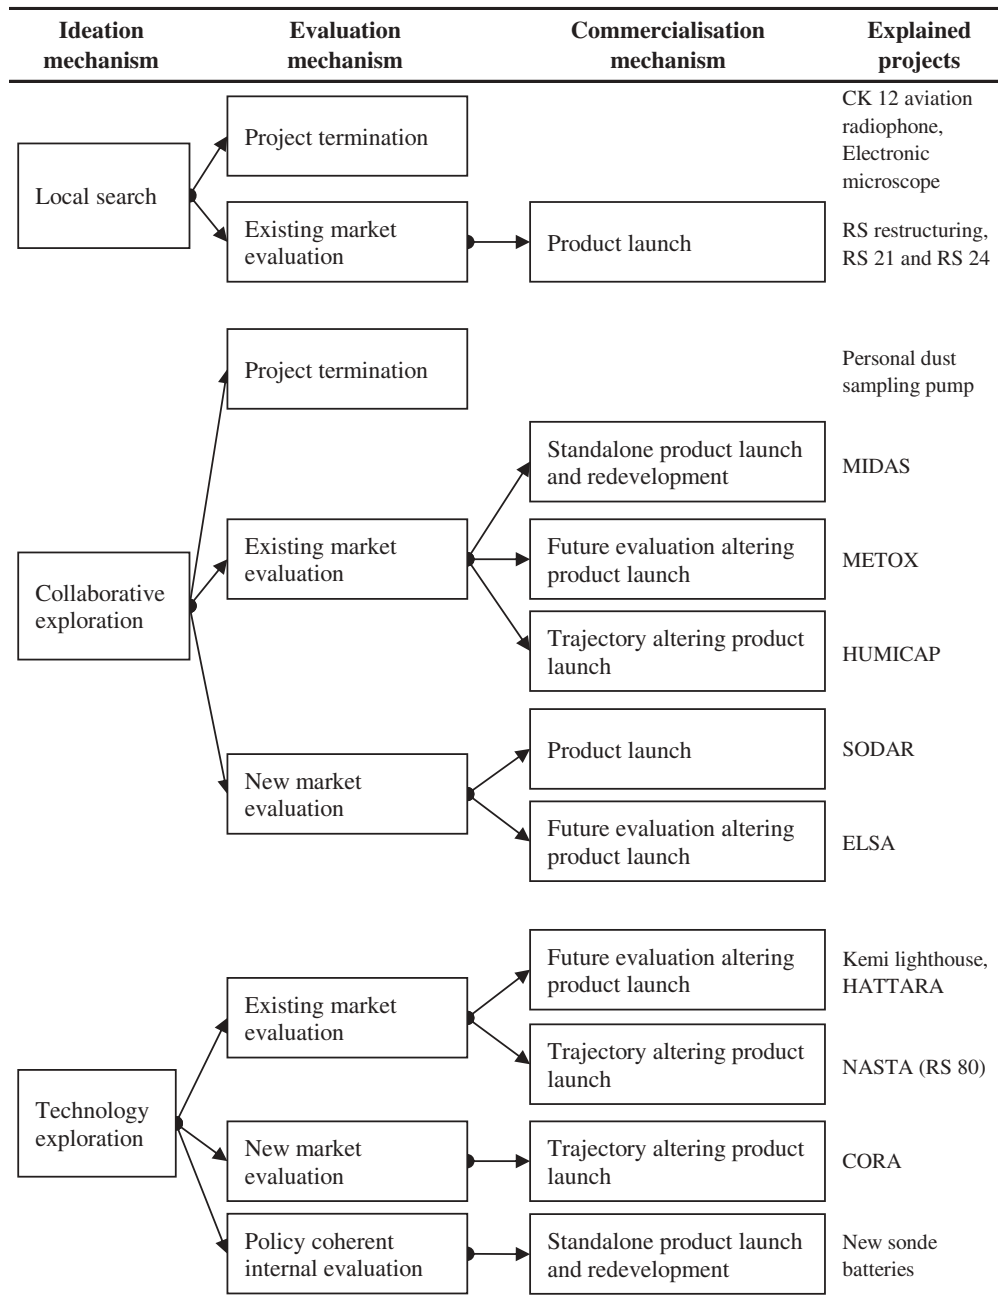 Ideation
mechanism
Evaluation
mechanism
Commercialisation
mechanism
Explained
projects
Local search
Project termination
CK 12 aviation
radiophone,
Electronic
microscope
Existing market
evaluation
Product launch
RS restructuring,
RS 21 and RS 24
Collaborative
exploration
Project termination
Personal dust
sampling pump
Existing market
evaluation
Standalone product launch
and redevelopment
MIDAS
Future evaluation altering
product launch
METOX
Trajectory altering product
launch
HUMICAP
New market
evaluation
Product launch
SODAR
Future evaluation altering
product launch
ELSA
Technology
exploration
Existing market
evaluation
Future evaluation altering
product launch
Kemi lighthouse,
HATTARA
Trajectory altering product
launch
NASTA (RS 80)
New market
evaluation
Trajectory altering product
launch
CORA
Policy coherent
internal evaluation
Standalone product launch
and redevelopment
New sonde
batteries